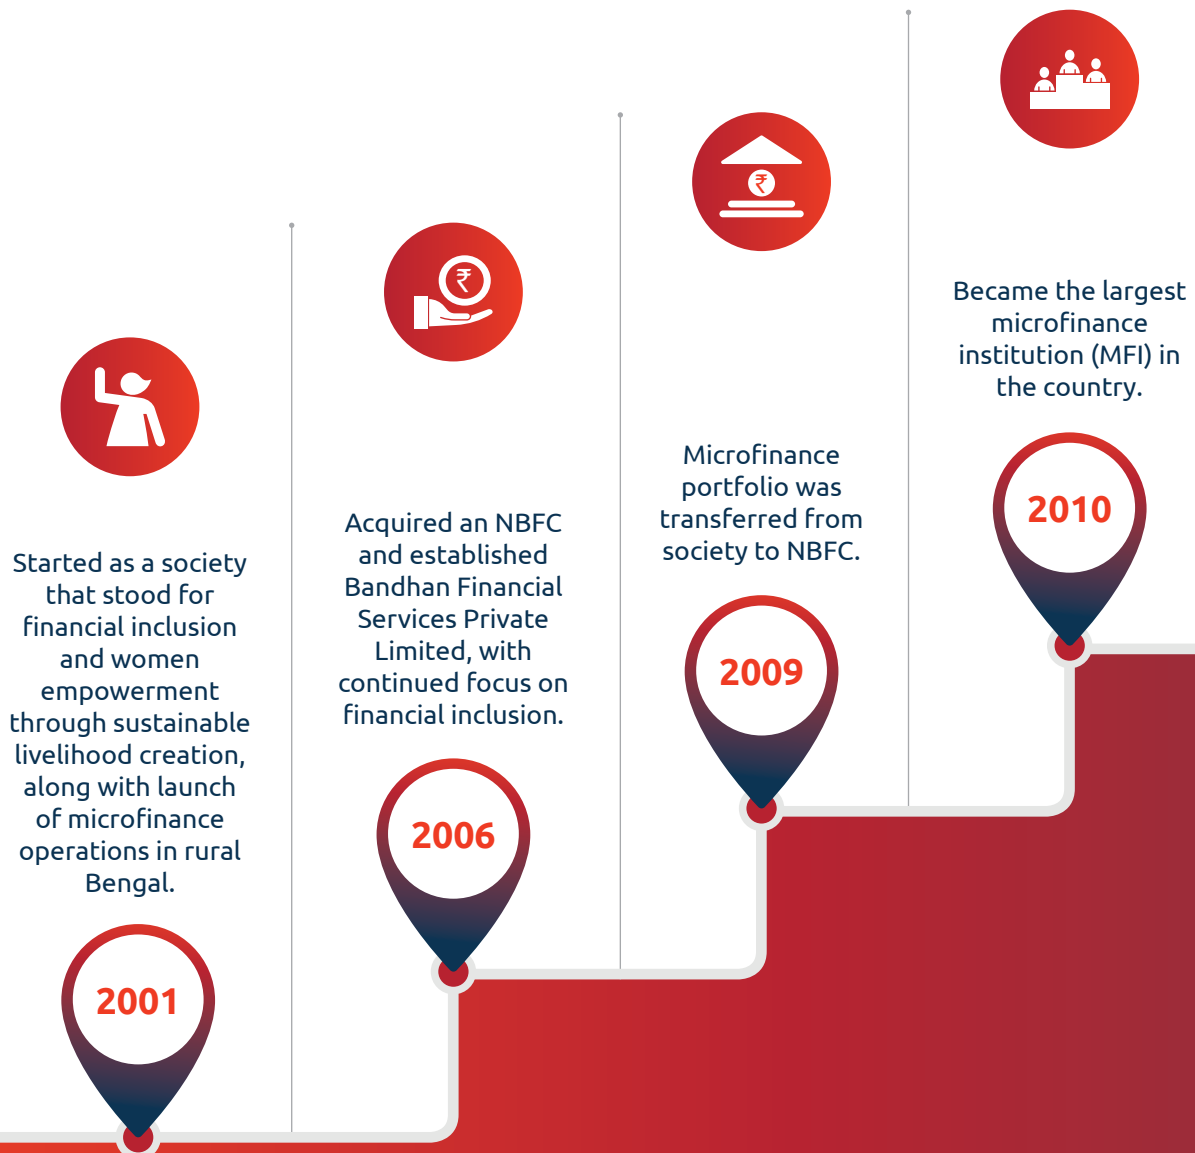 Started as a society
that stood for
financial inclusion
and women
empowerment
through sustainable
livelihood creation,
along with launch
of microfinance
operations in rural
Bengal.
2001
₹
Acquired an NBFC
and established
Bandhan Financial
Services Private
Limited, with
continued focus on
financial inclusion.
2006
₹
Microfinance
portfolio was
transferred from
society to NBFC.
2009
Became the largest
microfinance
institution (MFI) in
the country.
2010